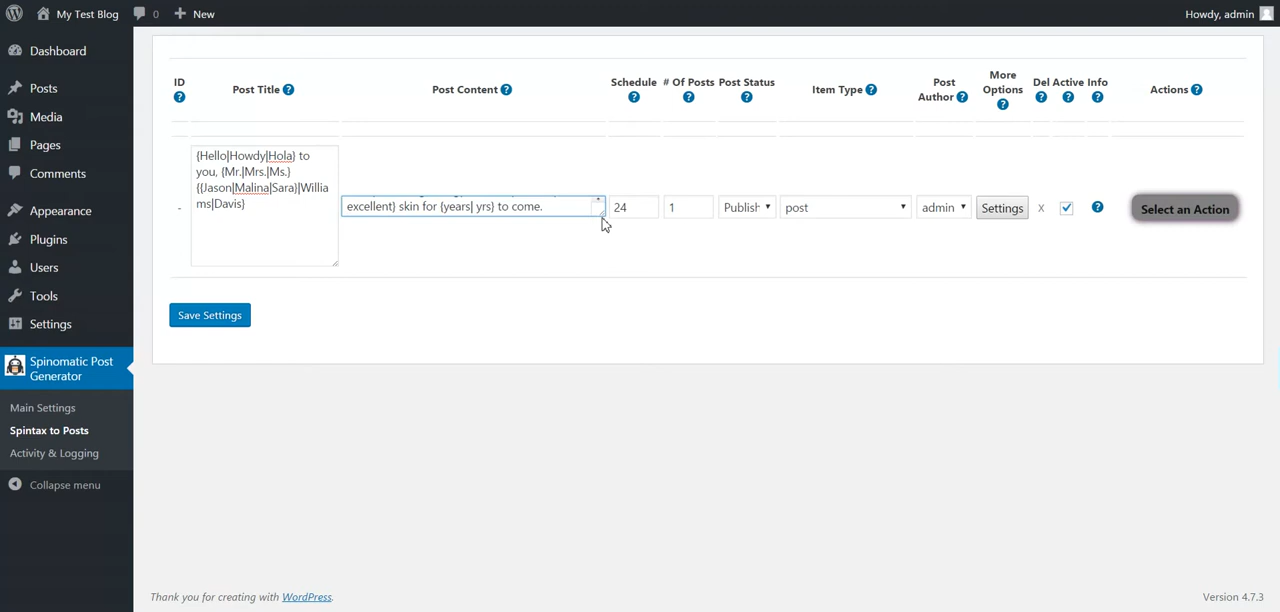 My Test Blog 0 New Howdy, admin
Dashboard
Posts
Media
Pages
Comments
Appearance
Plugins
Users
Tools
Settings
Spinomatic Post
Generator
Main Settings
Spintax to Posts
Activity & Logging
Collapse menu
ID Post Title Post Content Schedule # Of Posts Post Status Item Type Post Author More Options Del Active Info Actions
{Hello|Howdy|Hola} to
you, {Mr.|Mrs.|Ms.}
{{Jason|Malina|Sara}|Willia
ms|Davis}
- excellent} skin for {years| yrs} to come. 24 1 Publish post admin Settings X Select an Action
Save Settings
Thank you for creating with WordPress. Version 4.7.3